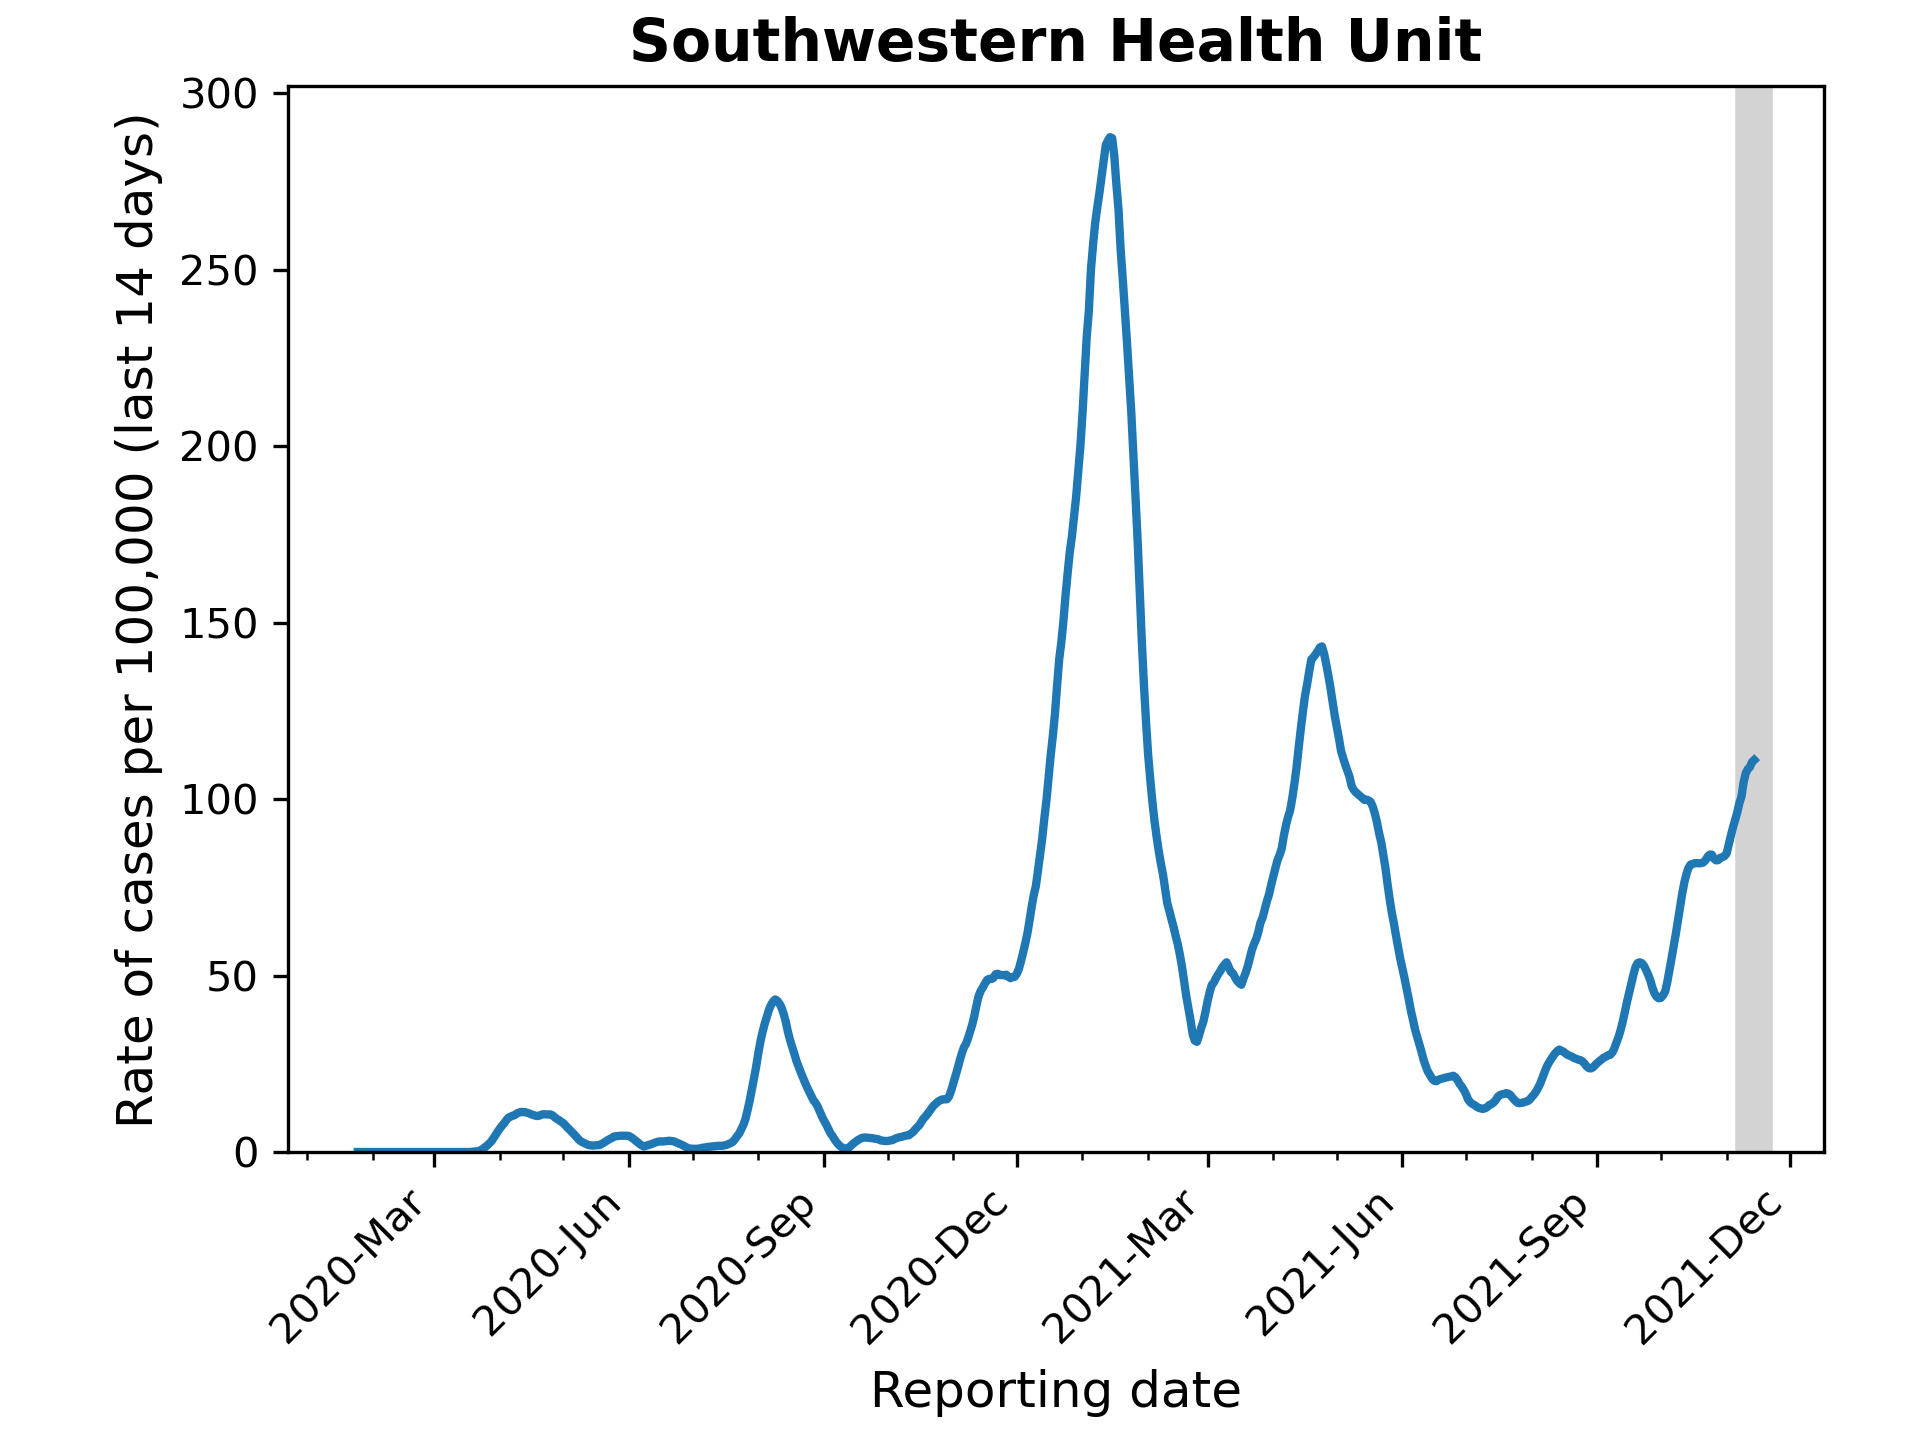 Southwestern Health Unit
Rate of cases per 100,000 (last 14 days)
300
250
200
150
100
50
0
2020-Mar
2020-Jun
2020-Sep
2020-Dec
2021-Mar
2021-Jun
2021-Sep
2021-Dec
Reporting date